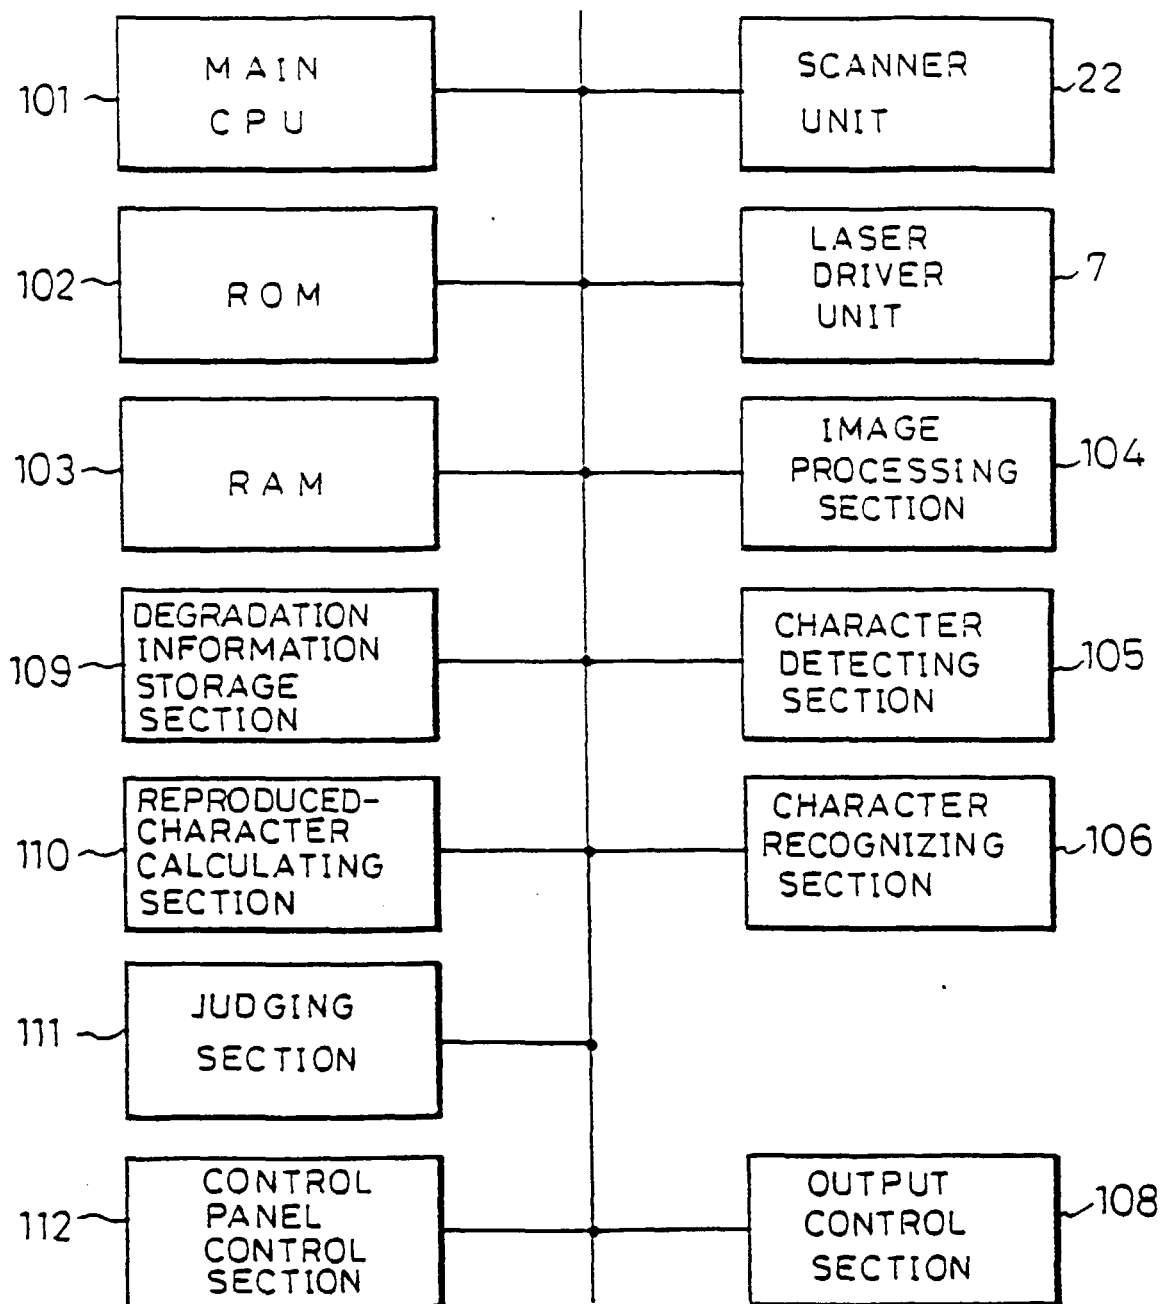 101
MAIN
CPU
SCANNER
UNIT
22
102
ROM
LASER
DRIVER
UNIT
7
103
RAM
IMAGE
PROCESSING
SECTION
104
109
DEGRADATION
INFORMATION
STORAGE
SECTION
CHARACTER
DETECTING
SECTION
105
110
REPRODUCED-
CHARACTER
CALCULATING
SECTION
CHARACTER
RECOGNIZING
SECTION
106
111
JUDGING
SECTION
112
CONTROL
PANEL
CONTROL
SECTION
OUTPUT
CONTROL
SECTION
108